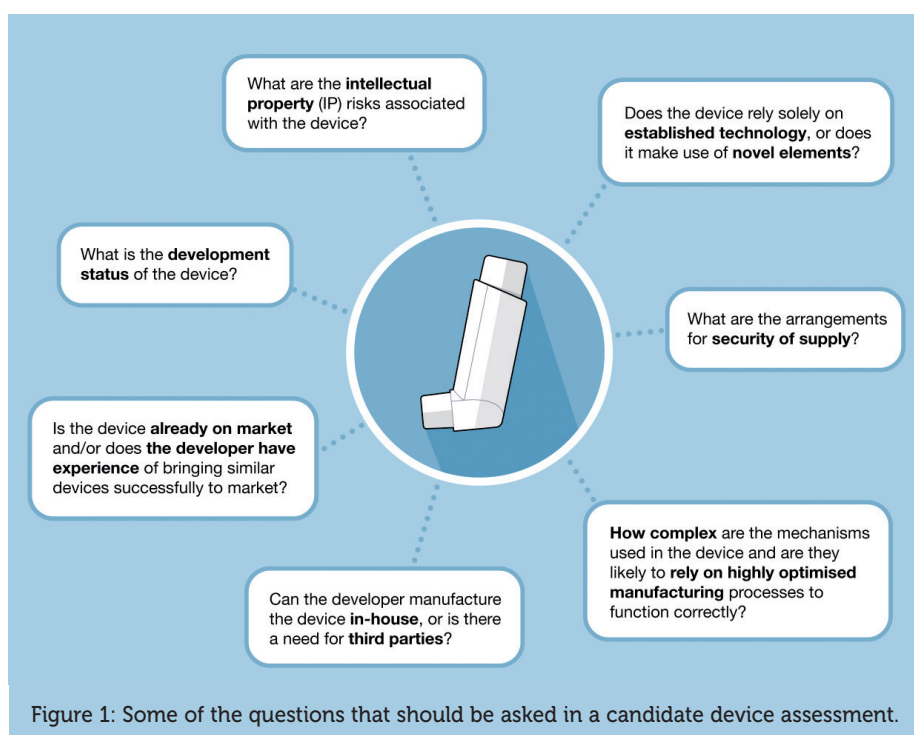 What are the intellectual
property (IP) risks associated
with the device?
Does the device rely solely on
established technology, or does
it make use of novel elements?
What is the development
status of the device?
What are the arrangements
for security of supply?
Is the device already on market
and/or does the developer have
experience of bringing similar
devices successfully to market?
How complex are the mechanisms
used in the device and are they
likely to rely on highly optimised
manufacturing processes to
function correctly?
Can the developer manufacture
the device in-house, or is there
a need for third parties?
Figure 1: Some of the questions that should be asked in a candidate device assessment.